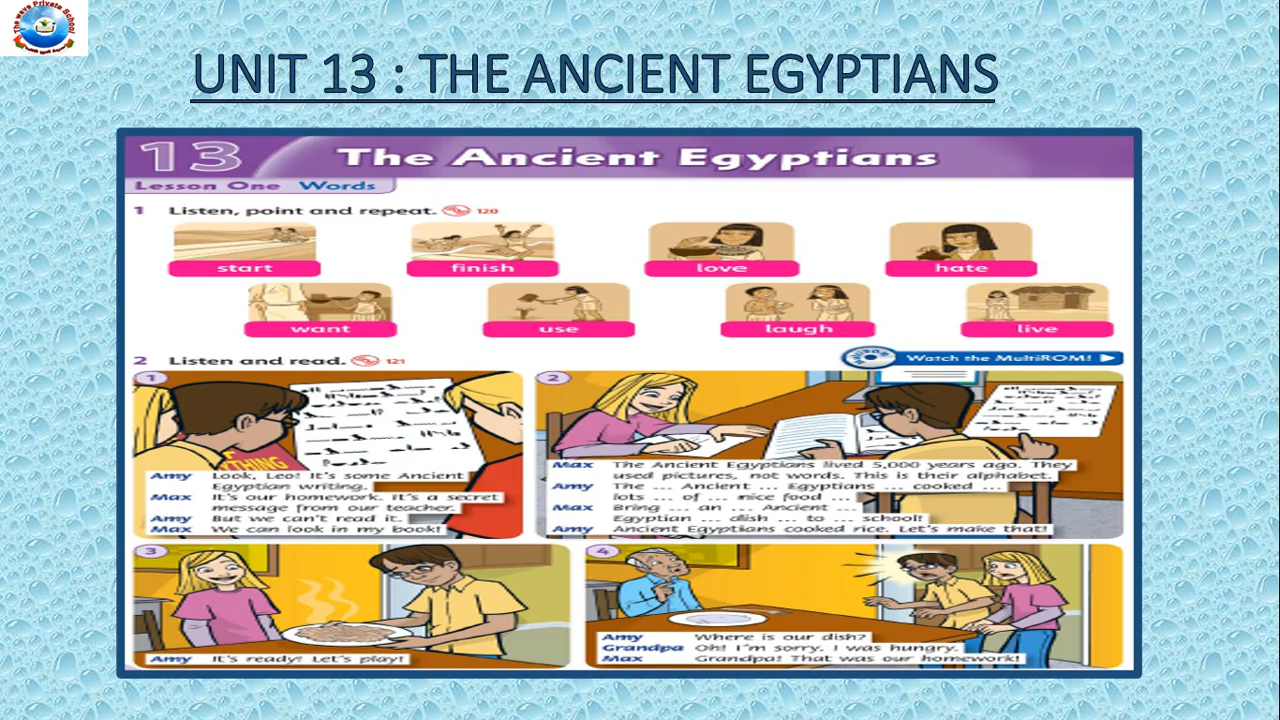 The wave Private School
UNIT 13 : THE ANCIENT EGYPTIANS
13 The Ancient Egyptians
Lesson One Words
1 Listen, point and repeat. 120
start finish love hate
want use laugh live
2 Listen and read. 121
Watch the MultiROM!
1
Amy Look, Leo! It's some Ancient
Egyptian writing.
Max It's our homework. It's a secret
message from our teacher.
Amy But we can't read it.
Max We can look in my book!
2
Max The Ancient Egyptians lived 5,000 years ago. They
used pictures, not words. This is their alphabet.
Amy The ... Ancient ... Egyptians ... cooked ...
lots ... of ... nice food ...
Max Bring ... an ... Ancient ...
Egyptian ... dish ... to ... school!
Amy Ancient Egyptians cooked rice. Let's make that!
3
Amy It's ready! Let's play!
4
Amy Where is our dish?
Grandpa Oh! I'm sorry. I was hungry.
Max Grandpa! That was our homework!